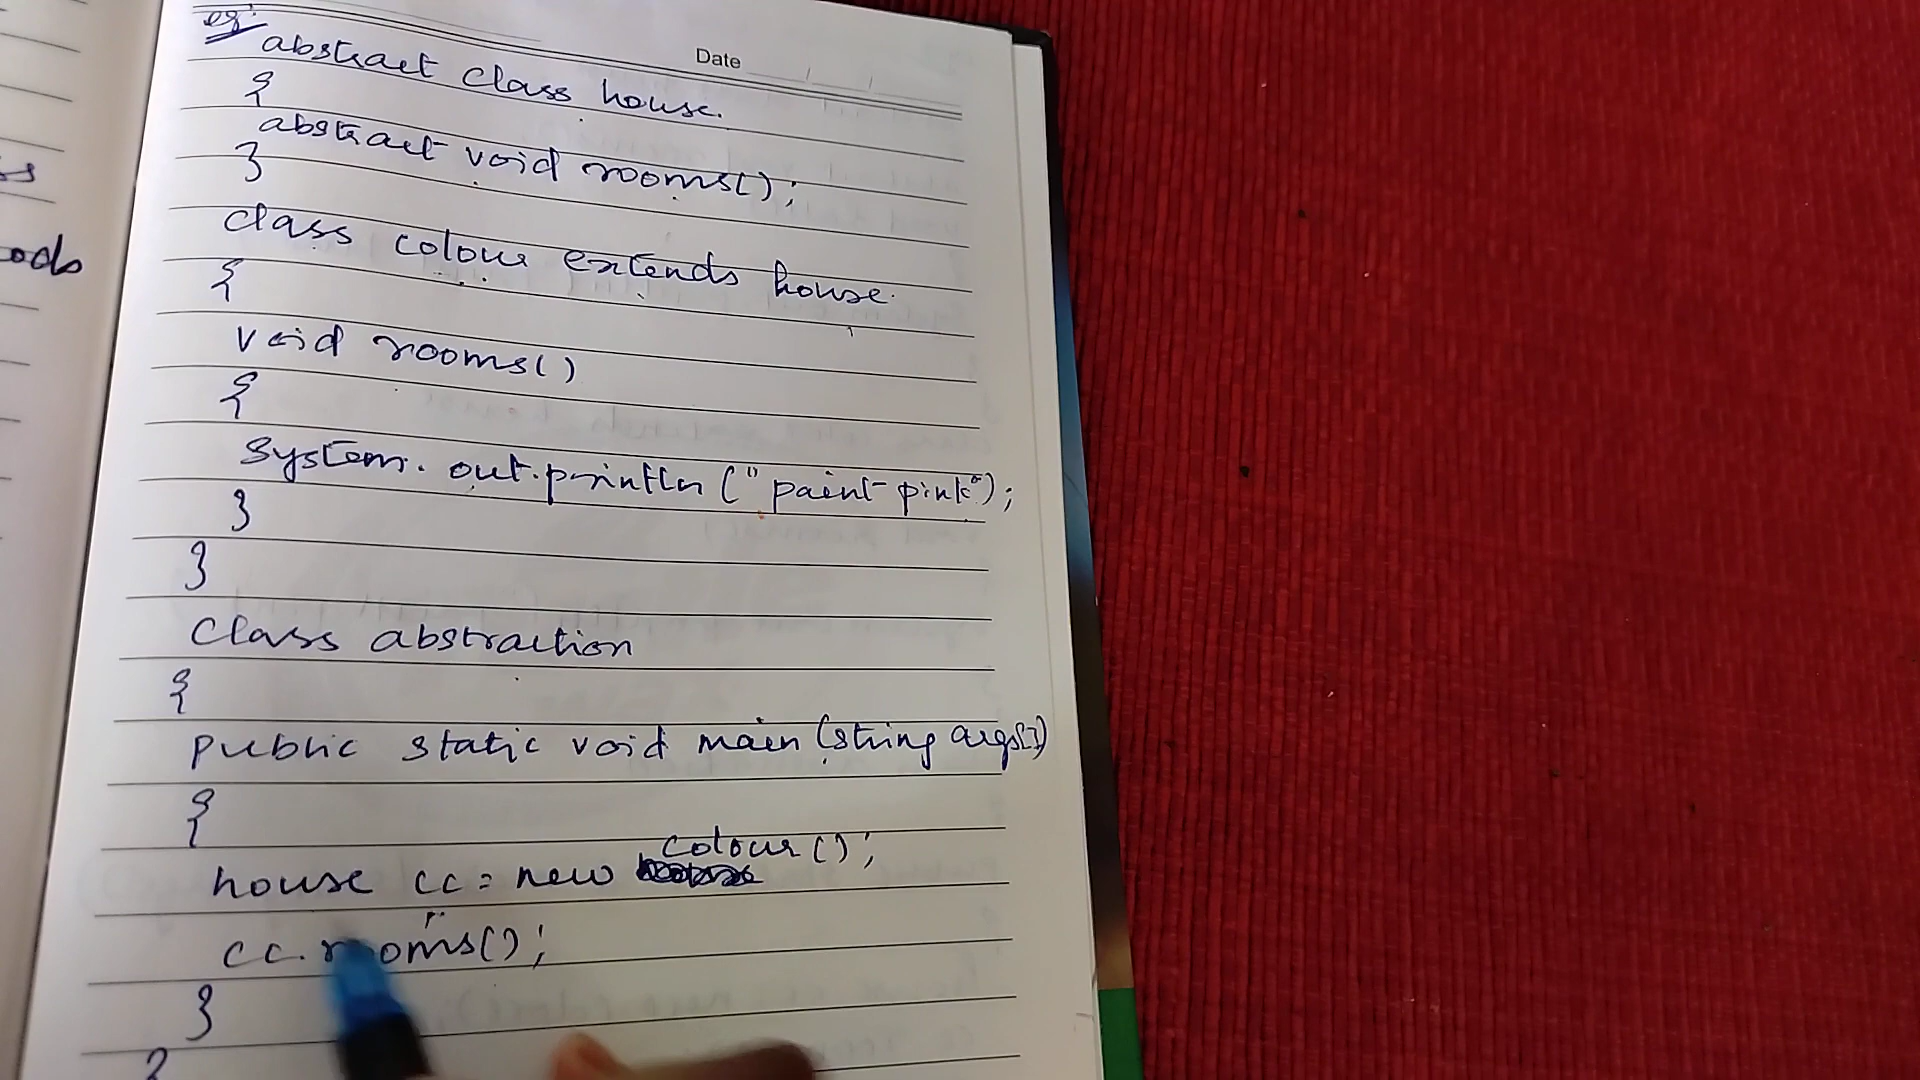 eg:
Date
abstract class house.
{
abstract void rooms();
}
class colour extends house.
{
void rooms()
{
System. out.println ("paint pink");
}
}
class abstraction
{
public static void main (string args[])
{
colour();
house cc = new
cc.rooms();
}
}